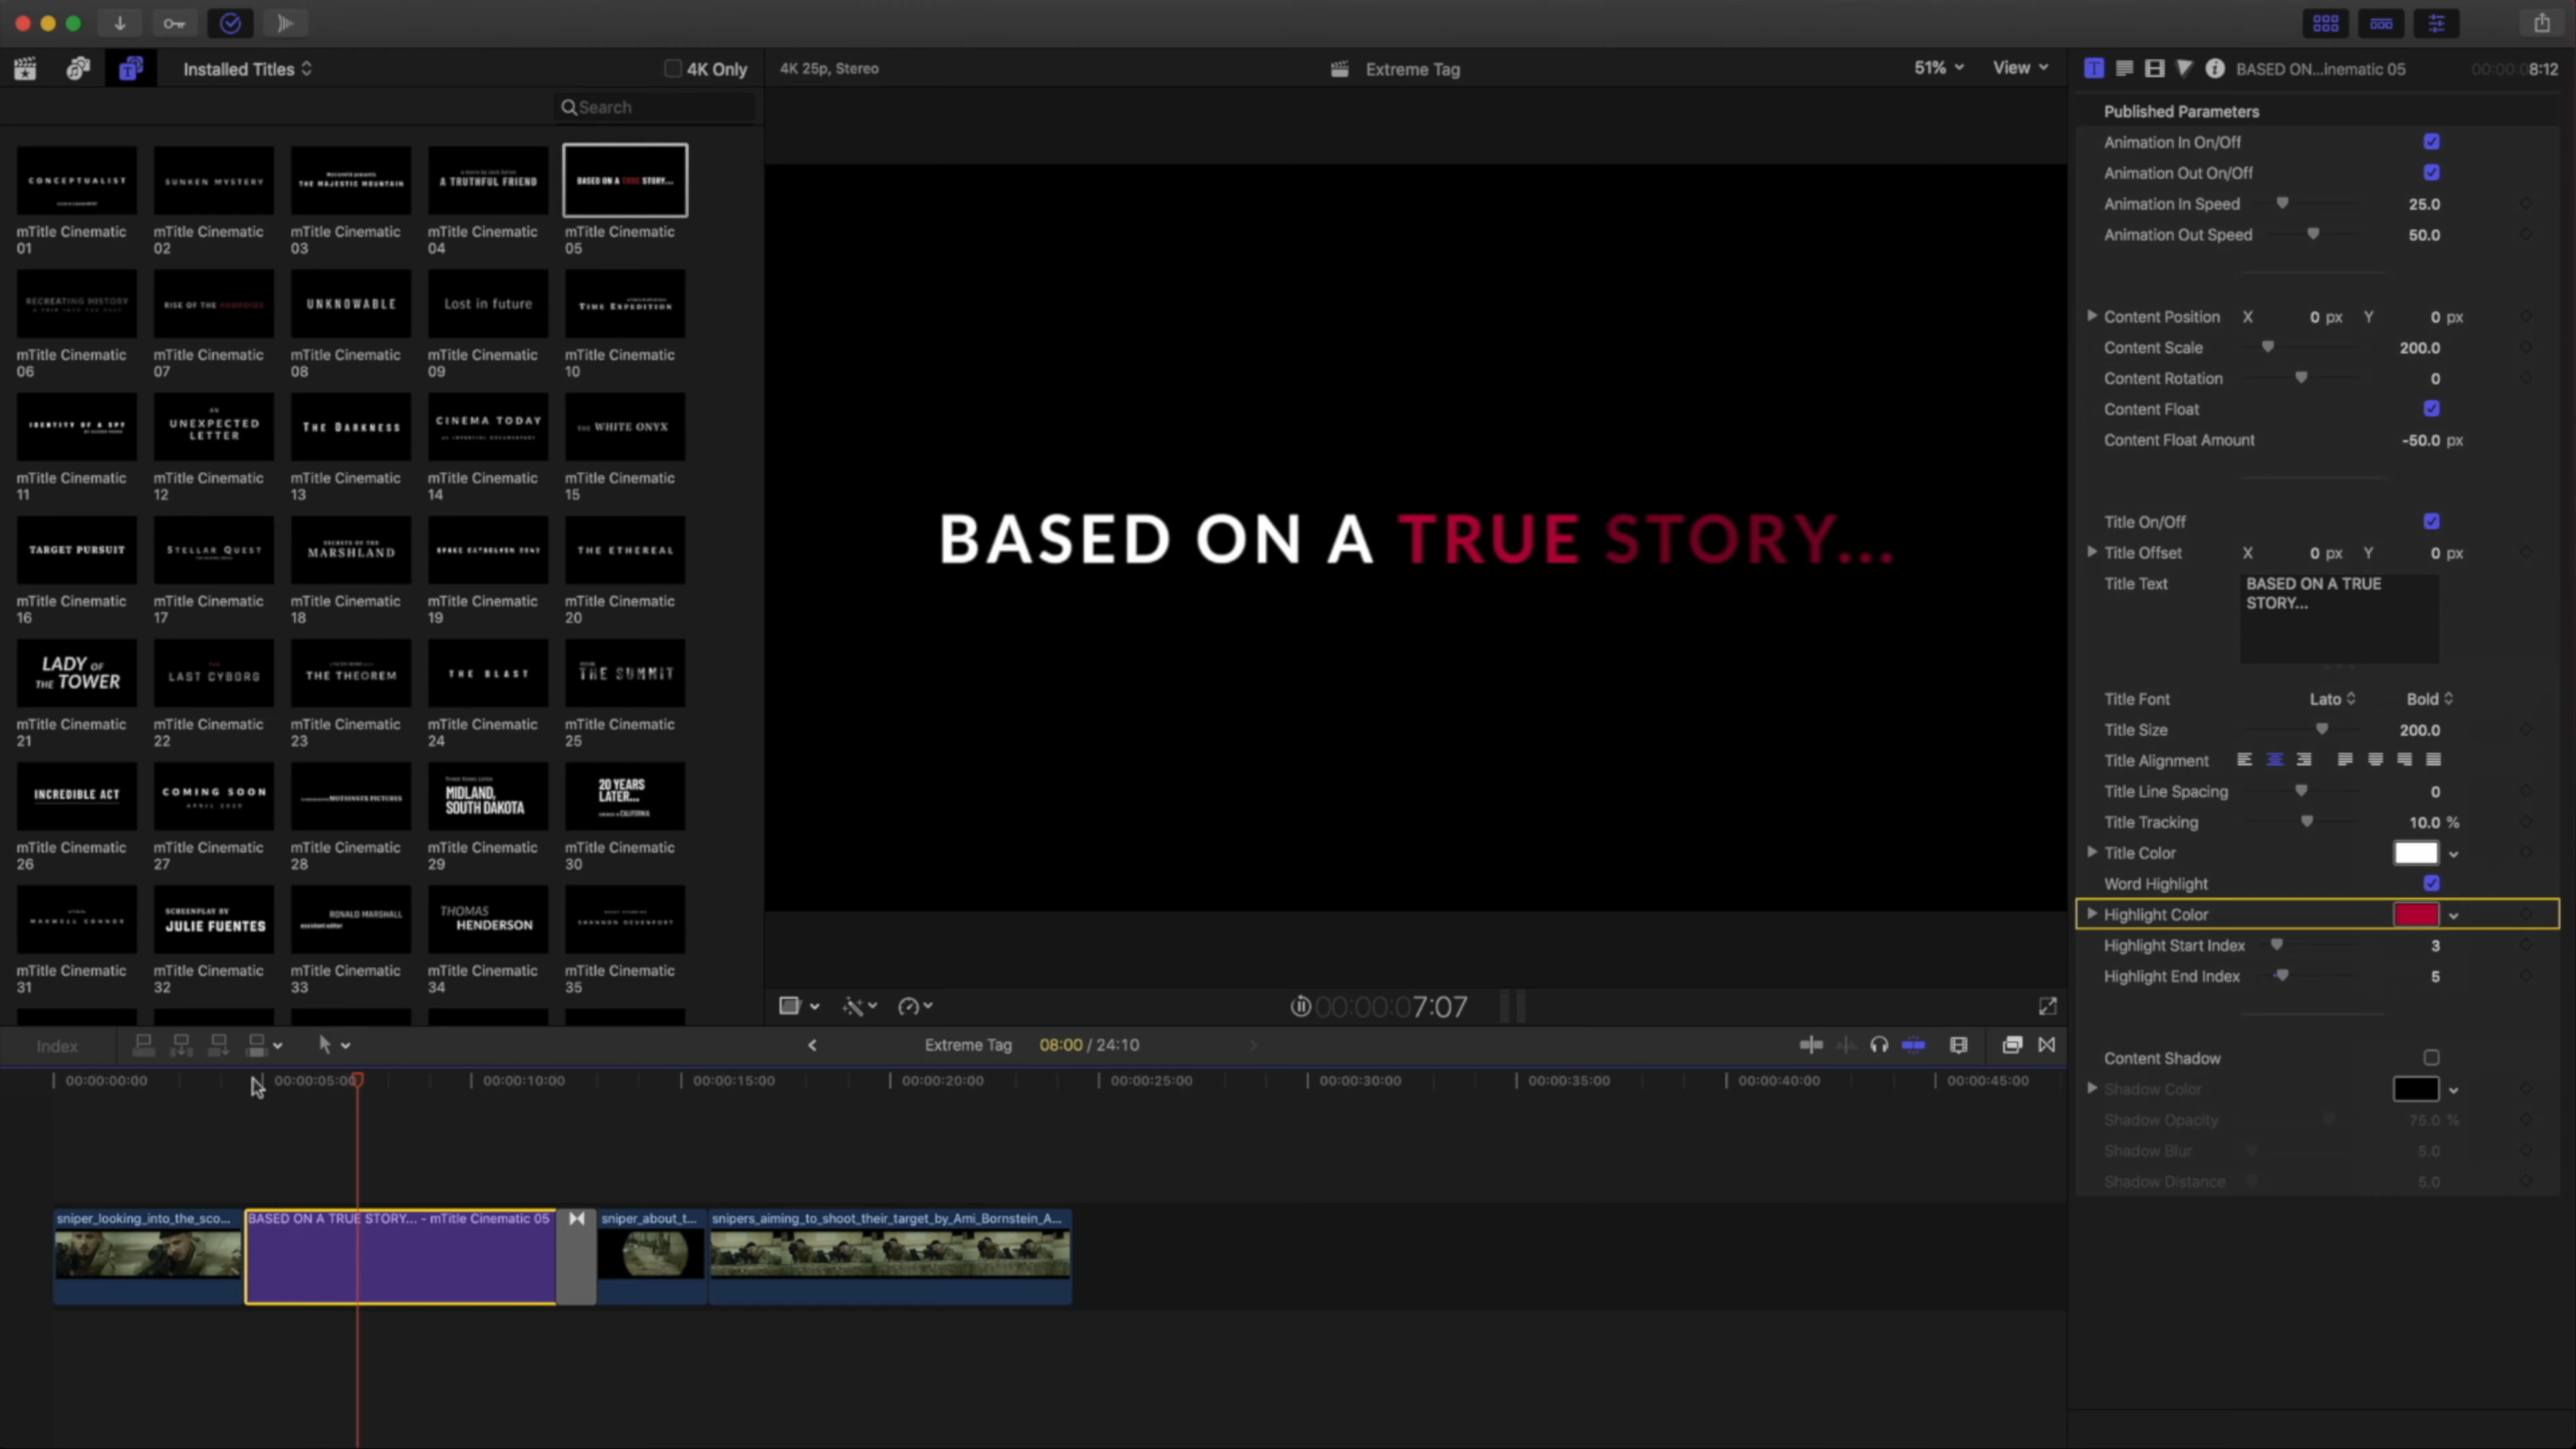 Installed Titles
4K Only
4K 25p, Stereo
Extreme Tag
51%
View
BASED ON...inematic 05
00:00:08:12
Search
CONCEPTUALIST
SUNKEN MYSTERY
THE MAJESTIC MOUNTAIN
A TRUTHFUL FRIEND
BASED ON A TRUE STORY...
mTitle Cinematic
01
mTitle Cinematic
02
mTitle Cinematic
03
mTitle Cinematic
04
mTitle Cinematic
05
RECREATING HISTORY
RISE OF THE ANDROIDS
UNKNOWABLE
Lost in future
TIME EXPEDITION
mTitle Cinematic
06
mTitle Cinematic
07
mTitle Cinematic
08
mTitle Cinematic
09
mTitle Cinematic
10
IDENTITY OF A SPY
AN
UNEXPECTED
LETTER
THE DARKNESS
CINEMA TODAY
THE WHITE ONYX
mTitle Cinematic
11
mTitle Cinematic
12
mTitle Cinematic
13
mTitle Cinematic
14
mTitle Cinematic
15
TARGET PURSUIT
STELLAR QUEST
SECRETS OF THE
MARSHLAND
THE ETHEREAL
mTitle Cinematic
16
mTitle Cinematic
17
mTitle Cinematic
18
mTitle Cinematic
19
mTitle Cinematic
20
LADY OF
THE TOWER
THE
LAST CYBORG
THE THEOREM
THE BLAST
THE SUMMIT
mTitle Cinematic
21
mTitle Cinematic
22
mTitle Cinematic
23
mTitle Cinematic
24
mTitle Cinematic
25
INCREDIBLE ACT
COMING SOON
APRIL 2020
MOTIONVFX PICTURES
THREE YEARS LATER
MIDLAND,
SOUTH DAKOTA
20 YEARS
LATER...
CALIFORNIA
mTitle Cinematic
26
mTitle Cinematic
27
mTitle Cinematic
28
mTitle Cinematic
29
mTitle Cinematic
30
MAXWELL CONNOR
SCREENPLAY BY
JULIE FUENTES
RONALD MARSHALL
assistant editor
THOMAS
HENDERSON
SHANNON DEVENPORT
mTitle Cinematic
31
mTitle Cinematic
32
mTitle Cinematic
33
mTitle Cinematic
34
mTitle Cinematic
35
BASED ON A TRUE STORY...
00:00:07:07
Published Parameters
Animation In On/Off
Animation Out On/Off
Animation In Speed 25.0
Animation Out Speed 50.0
Content Position X 0 px Y 0 px
Content Scale 200.0
Content Rotation 0
Content Float
Content Float Amount -50.0 px
Title On/Off
Title Offset X 0 px Y 0 px
Title Text
BASED ON A TRUE
STORY...
Title Font Lato Bold
Title Size 200.0
Title Alignment
Title Line Spacing 0
Title Tracking 10.0 %
Title Color
Word Highlight
Highlight Color
Highlight Start Index 3
Highlight End Index 5
Content Shadow
Shadow Color
Shadow Opacity 75.0 %
Shadow Blur 5.0
Shadow Distance 5.0
Index
Extreme Tag
08:00 / 24:10
00:00:00:00
00:00:05:00
00:00:10:00
00:00:15:00
00:00:20:00
00:00:25:00
00:00:30:00
00:00:35:00
00:00:40:00
00:00:45:00
sniper_looking_into_the_sco...
BASED ON A TRUE STORY... - mTitle Cinematic 05
sniper_about_t...
snipers_aiming_to_shoot_their_target_by_Ami_Bornstein_A...